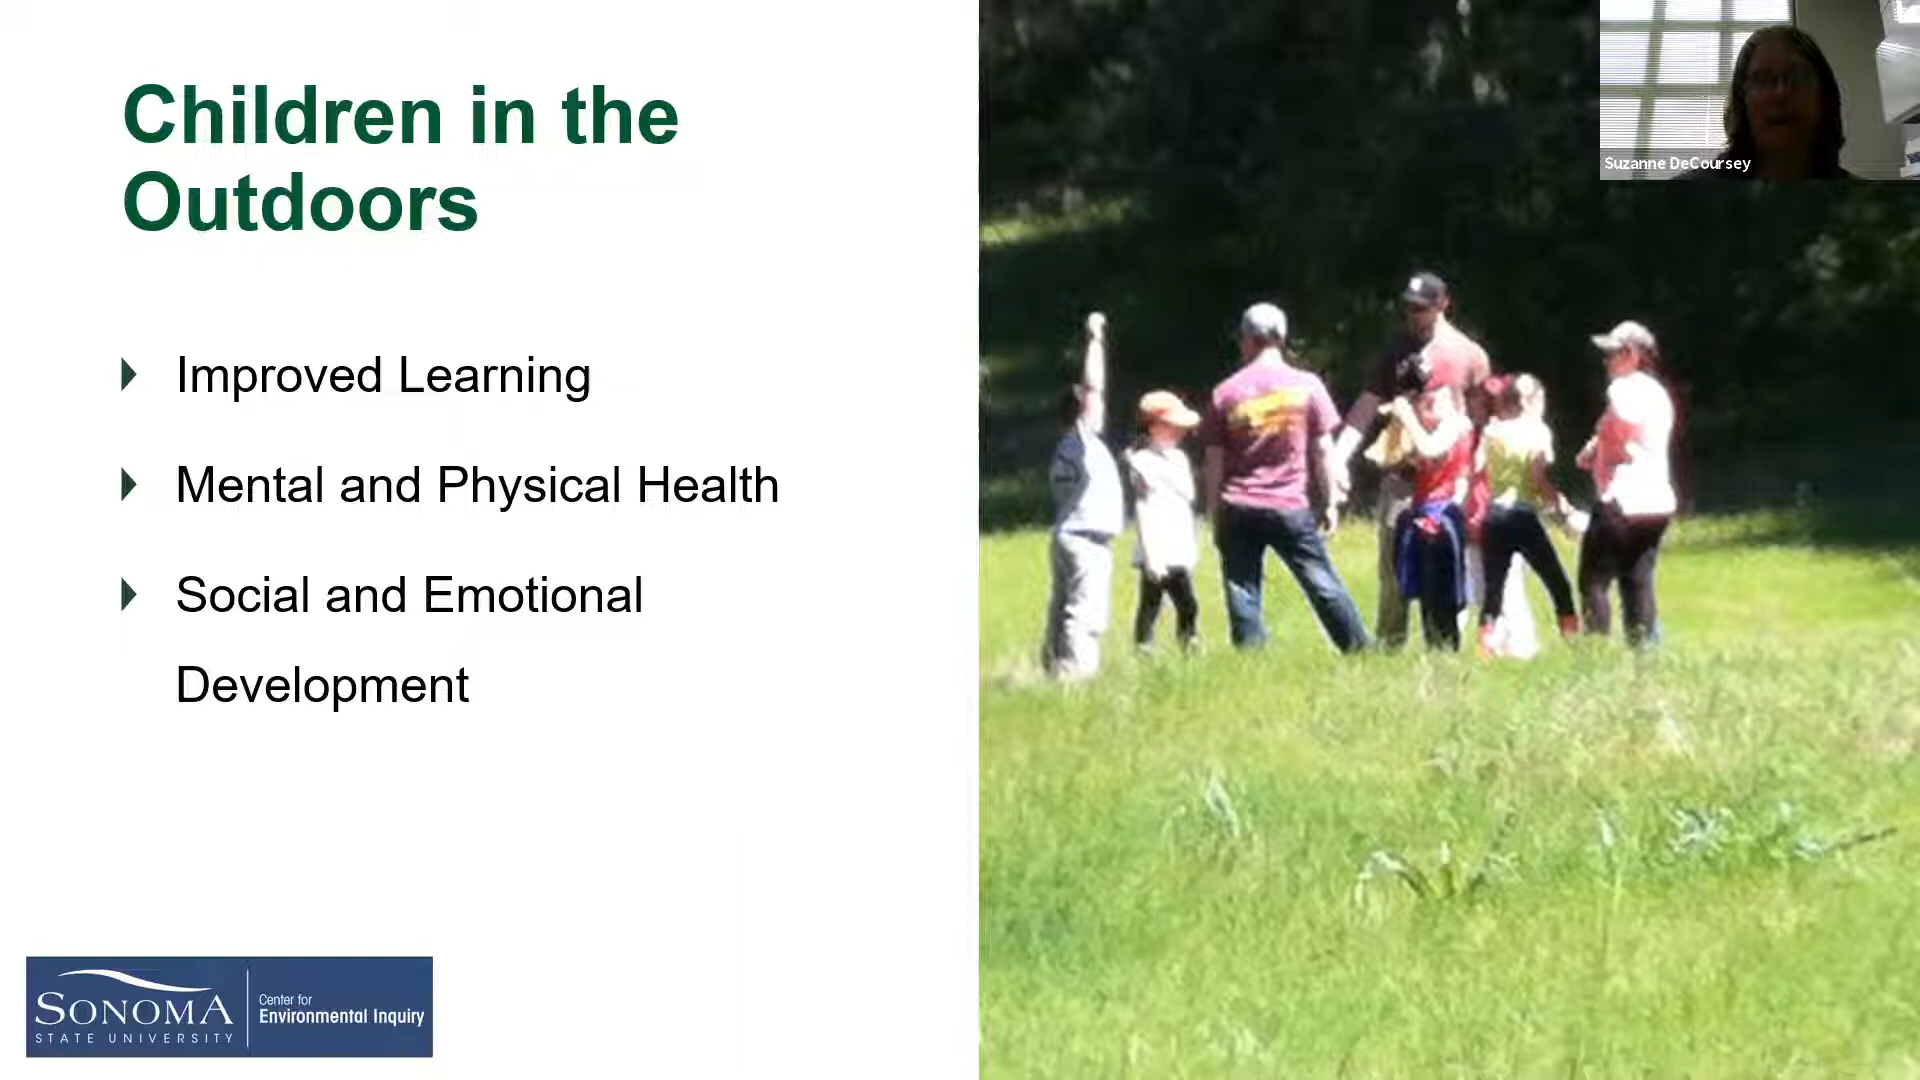 Children in the
Outdoors
Improved Learning
Mental and Physical Health
Social and Emotional
Development
Suzanne DeCoursey
SONOMA
STATE UNIVERSITY
Center for
Environmental Inquiry